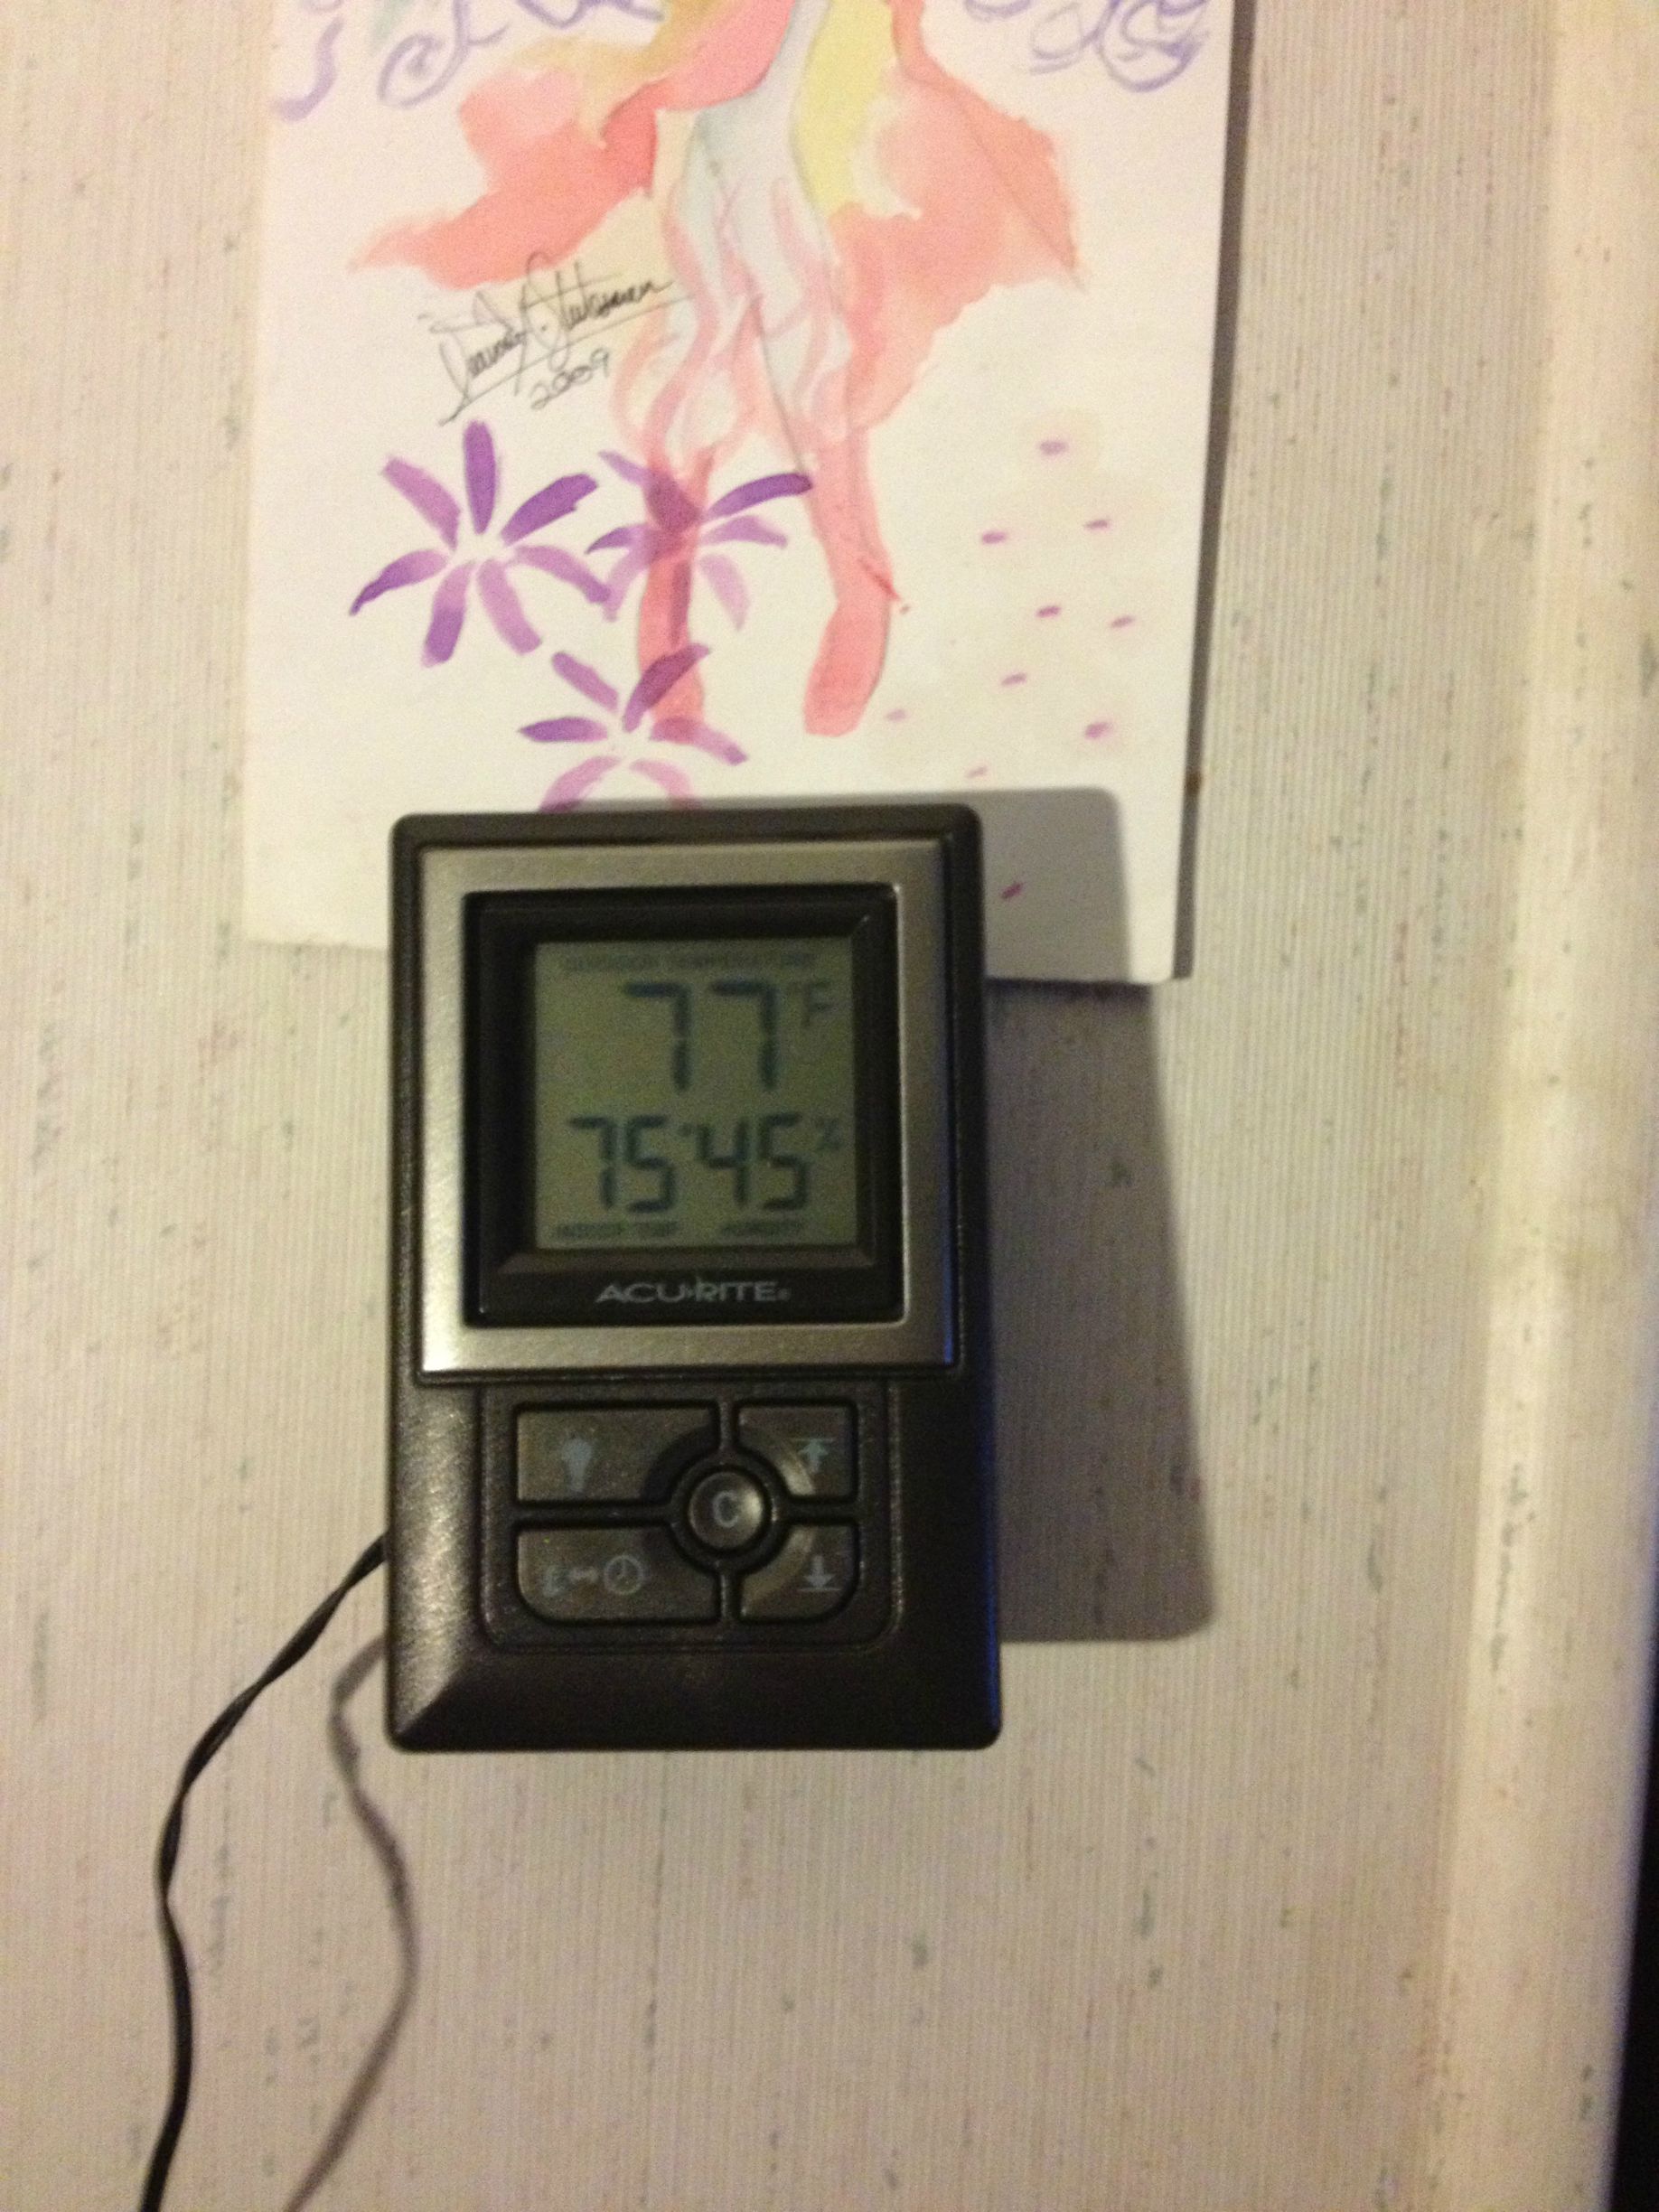 2009
OUTDOOR TEMPERATURE
77°F
75° 45%
INDOOR TEMP HUMIDITY
ACU›RITE®
C